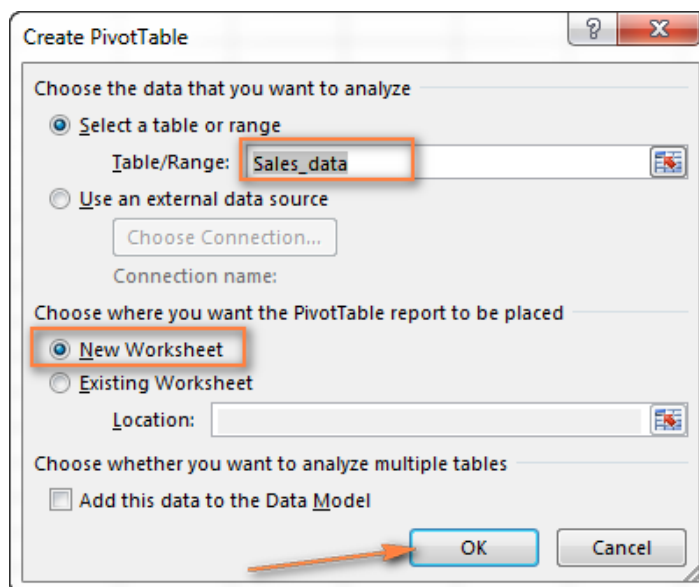 Create PivotTable
?
Choose the data that you want to analyze
Select a table or range
Table/Range: Sales_data
Use an external data source
Choose Connection...
Connection name:
Choose where you want the PivotTable report to be placed
New Worksheet
Existing Worksheet
Location:
Choose whether you want to analyze multiple tables
Add this data to the Data Model
OK Cancel